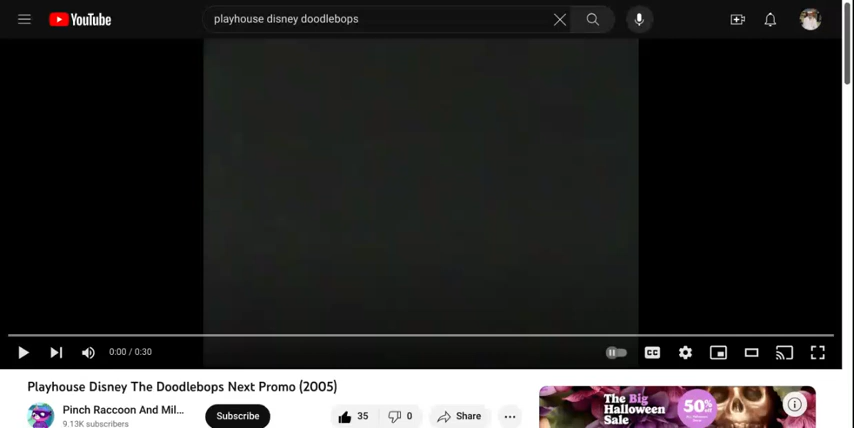 YouTube
playhouse disney doodlebops
0:00 / 0:30
CC
Playhouse Disney The Doodlebops Next Promo (2005)
Pinch Raccoon And Mil...
9.13K subscribers
Subscribe
35
0
Share
The Big
Halloween
Sale
50%